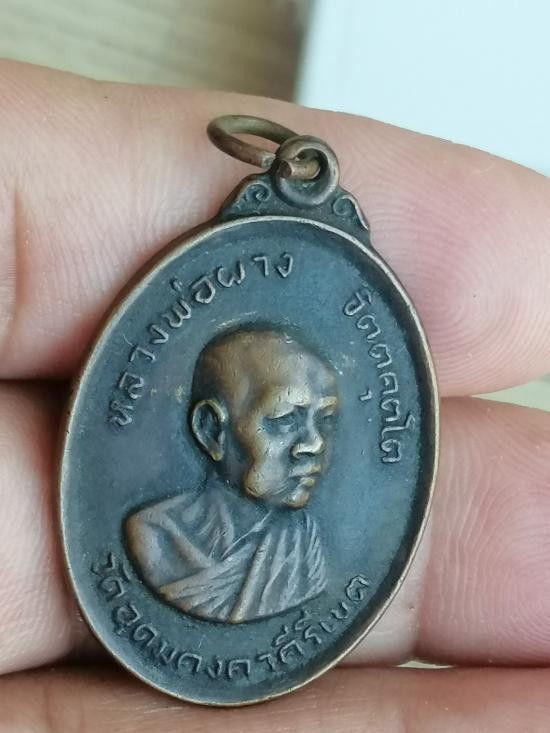 หลวงพ่อผาง จิตตคุตโต
วัดอุดมคงคาคีรีเขต